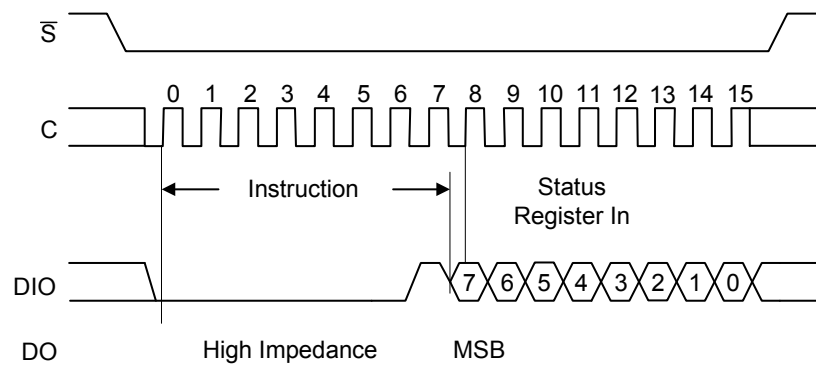 S
0 1 2 3 4 5 6 7 8 9 10 11 12 13 14 15
C
Instruction
Status
Register In
DIO
7 6 5 4 3 2 1 0
DO
High Impedance
MSB